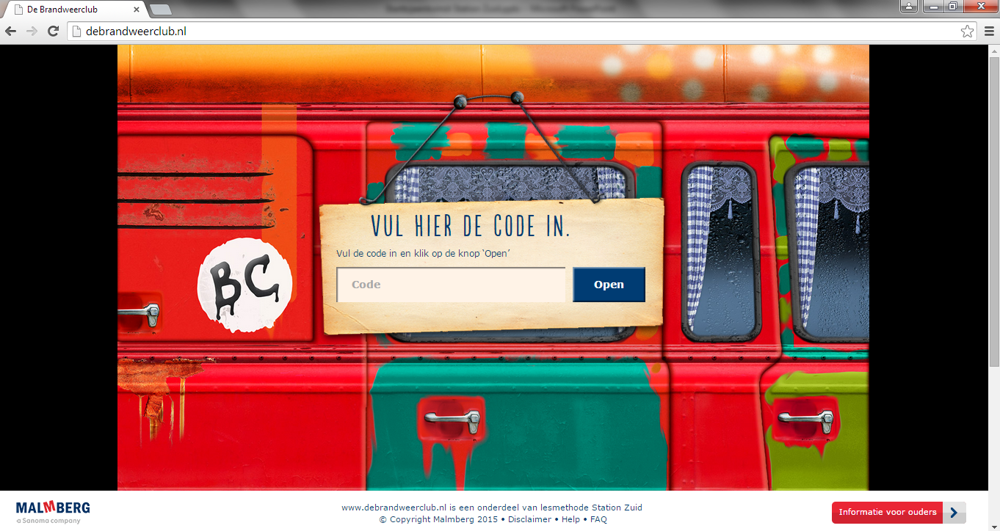 De Brandweerclub
debrandweerclub.nl
VUL HIER DE CODE IN.
Vul de code in en klik op de knop ‘Open’
Code
Open
BC
MALMBERG
a Sanoma company
www.debrandweerclub.nl is een onderdeel van lesmethode Station Zuid
© Copyright Malmberg 2015 • Disclaimer • Help • FAQ
Informatie voor ouders